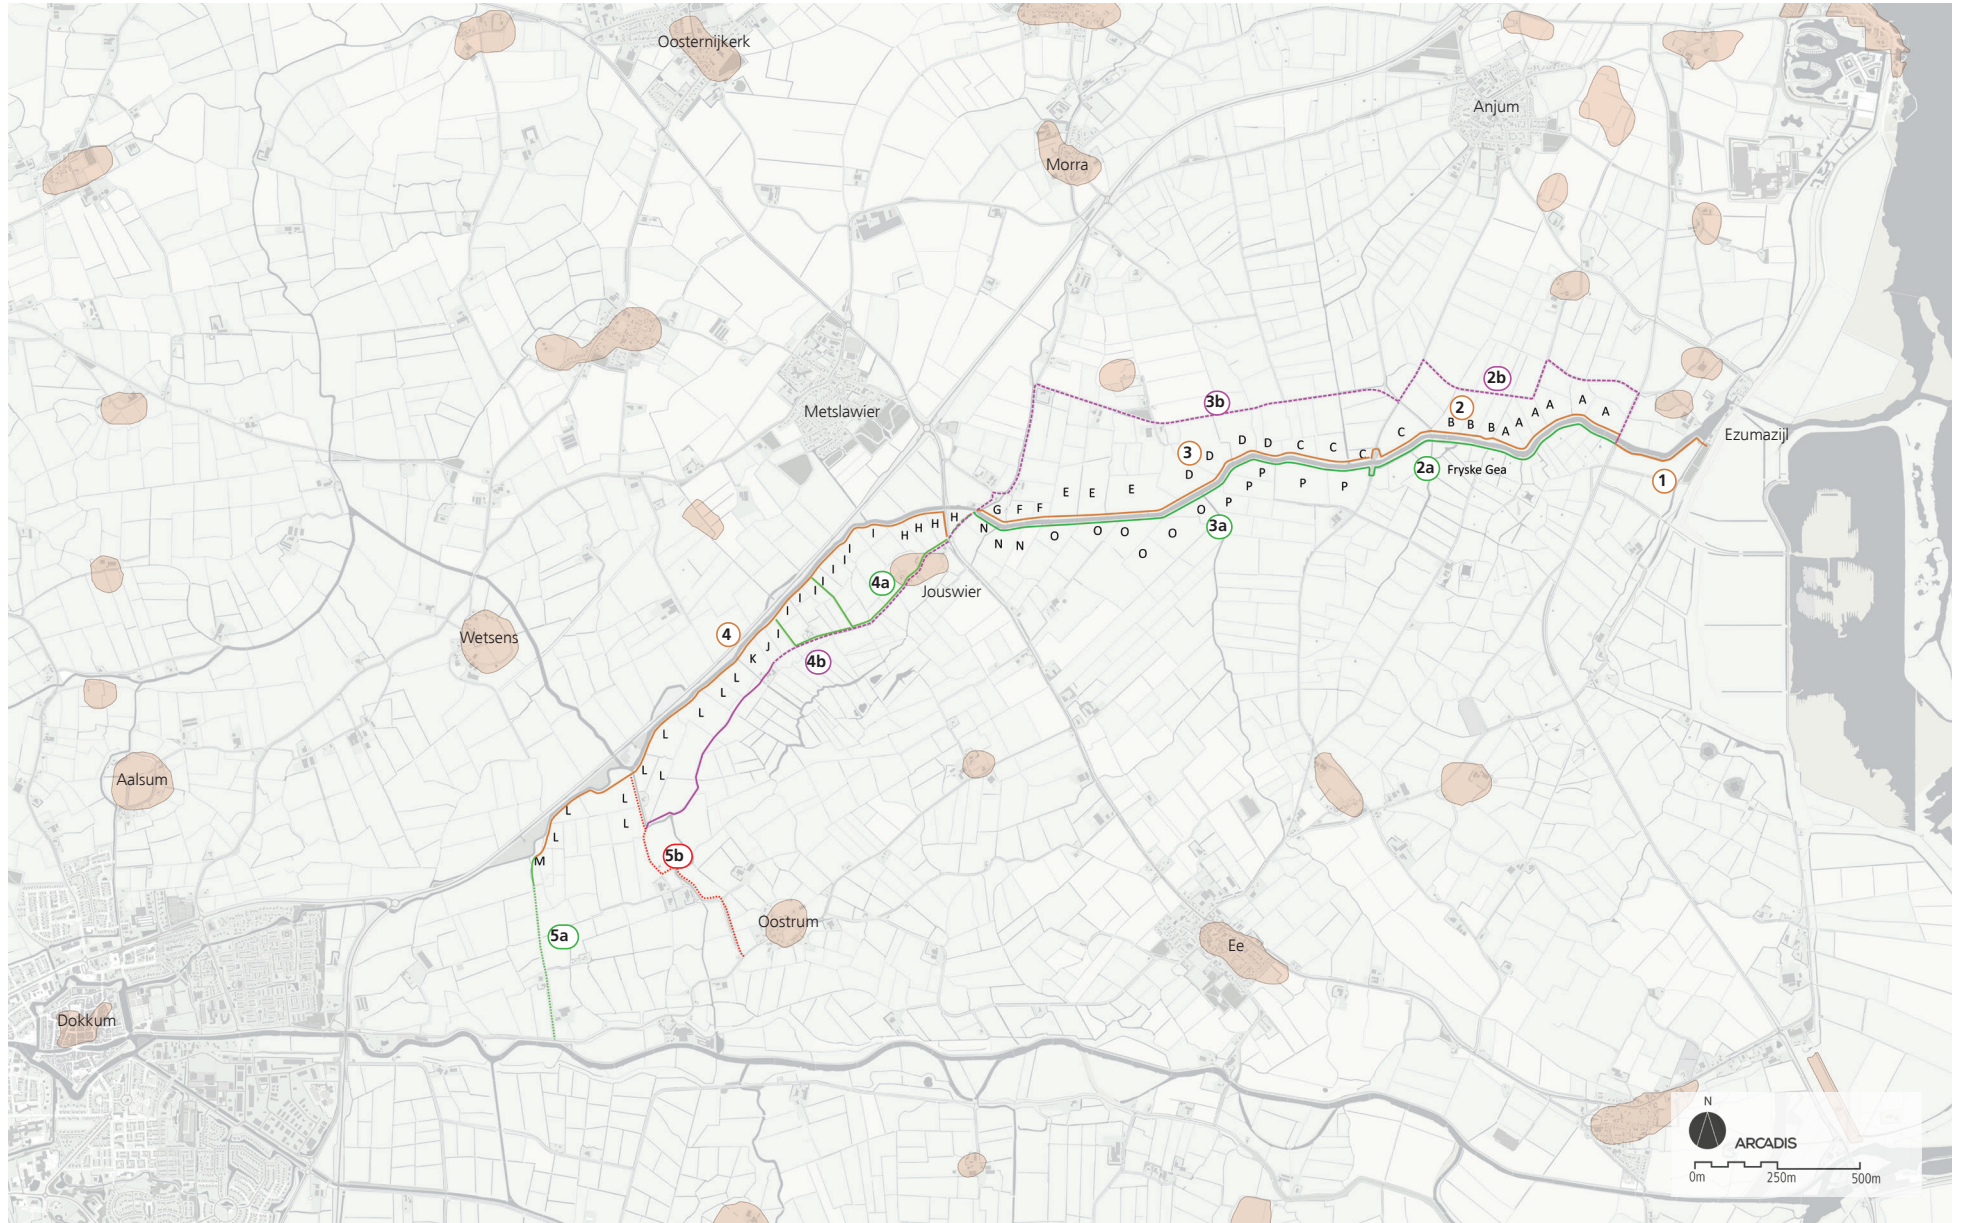 Oosternijkerk
Anjum
Morra
2b
3b
Metslawier
2
A
A
A
A
A
A
A
B
B
B
C
C
C
C
D
D
D
D
3
Ezumazijl
2a
Fryske Gea
1
P
P
P
P
P
E
E
E
F
F
G
H
H
H
H
N
N
N
O
O
O
O
O
O
3a
I
I
I
I
I
I
I
I
I
4a
Jouswier
4
Wetsens
J
K
4b
L
L
L
L
L
L
L
L
L
L
Aalsum
M
5b
5a
Oostrum
Ee
Dokkum
N
ARCADIS
0m 250m 500m